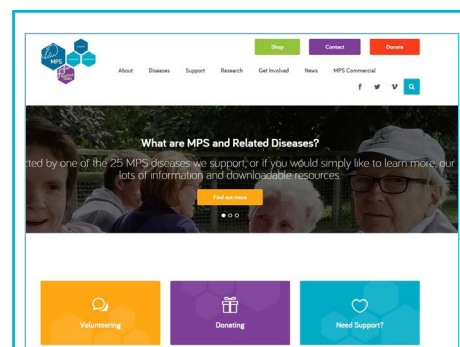 MPS
Shop
Contact
Donate
About
Diseases
Support
Research
Get Involved
News
MPS Commercial
What are MPS and Related Diseases?
cted by one of the 25 MPS diseases we support, or if you would simply like to learn more, our
lots of information and downloadable resources.
Find out more
Volunteering
Donating
Need Support?